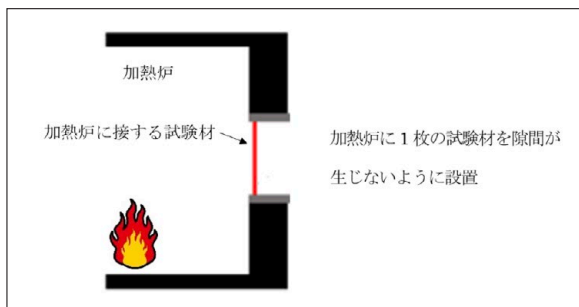 加熱炉
加熱炉に接する試験材
加熱炉に1枚の試験材を隙間が
生じないように設置